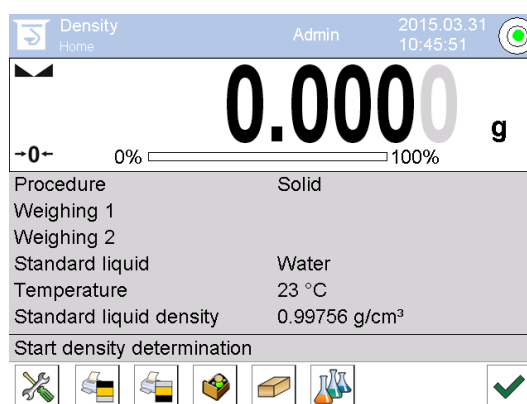 Density
Home
Admin
2015.03.31
10:45:51
0.0000 g
→0←
0% 100%
Procedure Solid
Weighing 1
Weighing 2
Standard liquid Water
Temperature 23 °C
Standard liquid density 0.99756 g/cm³
Start density determination